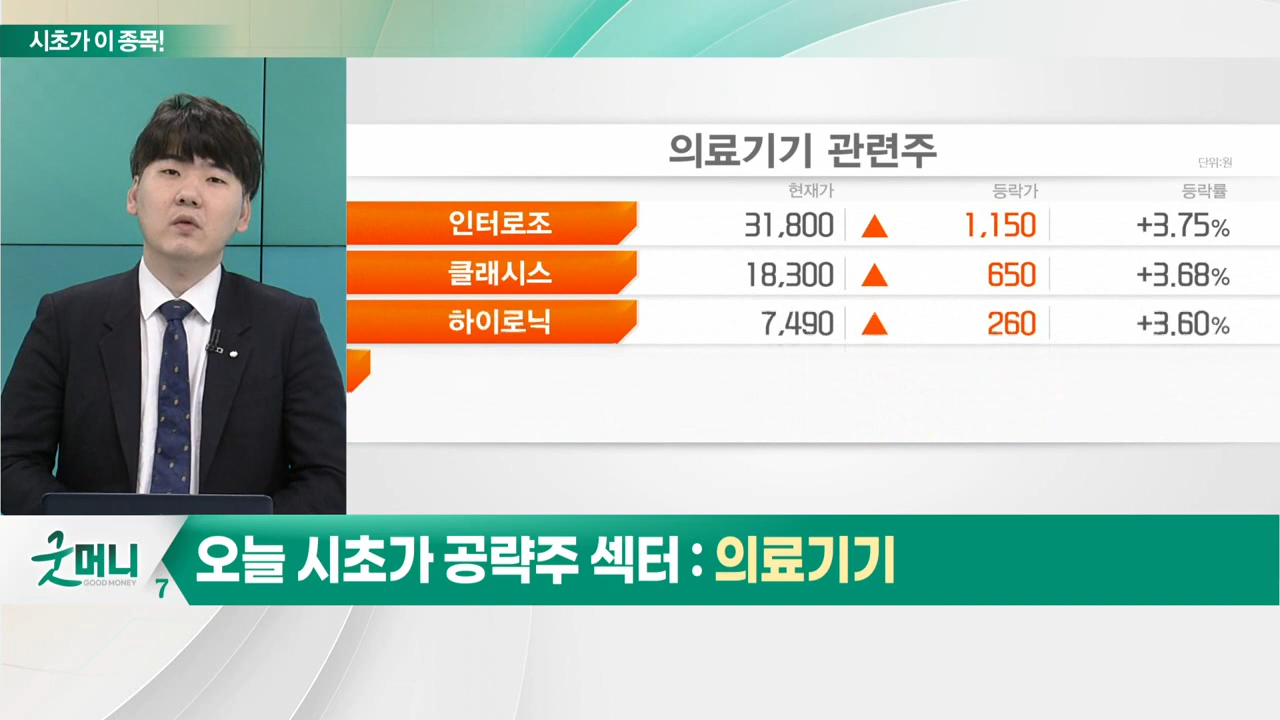 시초가 이 종목!
의료기기 관련주
단위:원
현재가 등락가 등락률
인터로조 31,800 ▲ 1,150 +3.75%
클래시스 18,300 ▲ 650 +3.68%
하이로닉 7,490 ▲ 260 +3.60%
굿머니
GOOD MONEY
7
오늘 시초가 공략주 섹터 : 의료기기